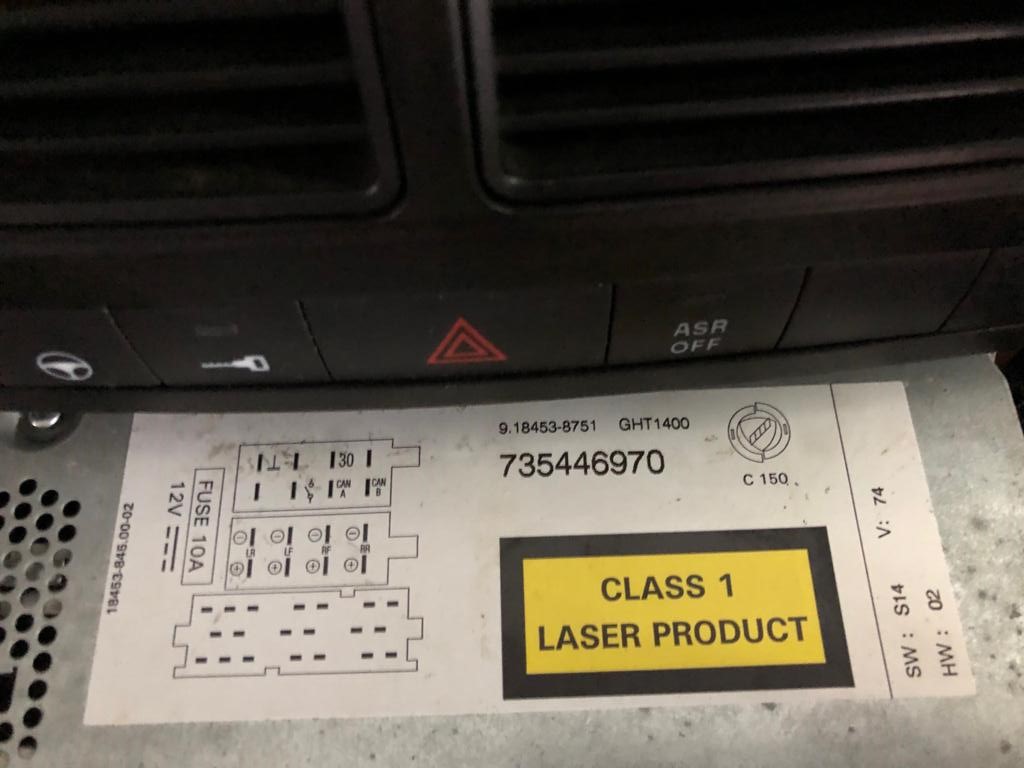 ASR
OFF
9.18453-8751 GHT1400
735446970
C 150
30
CAN A
CAN B
LR LF RF RR
FUSE 10A
12V
18453-845.00-02
CLASS 1
LASER PRODUCT
V: 74
SW: S14
HW: 02